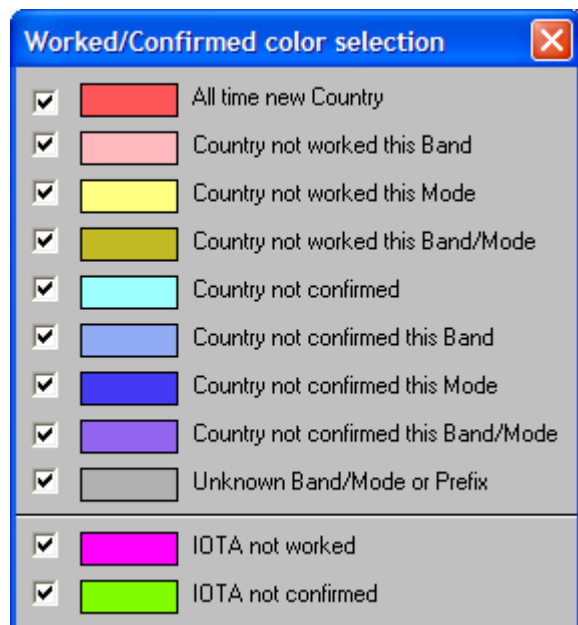 Worked/Confirmed color selection
All time new Country
Country not worked this Band
Country not worked this Mode
Country not worked this Band/Mode
Country not confirmed
Country not confirmed this Band
Country not confirmed this Mode
Country not confirmed this Band/Mode
Unknown Band/Mode or Prefix
IOTA not worked
IOTA not confirmed